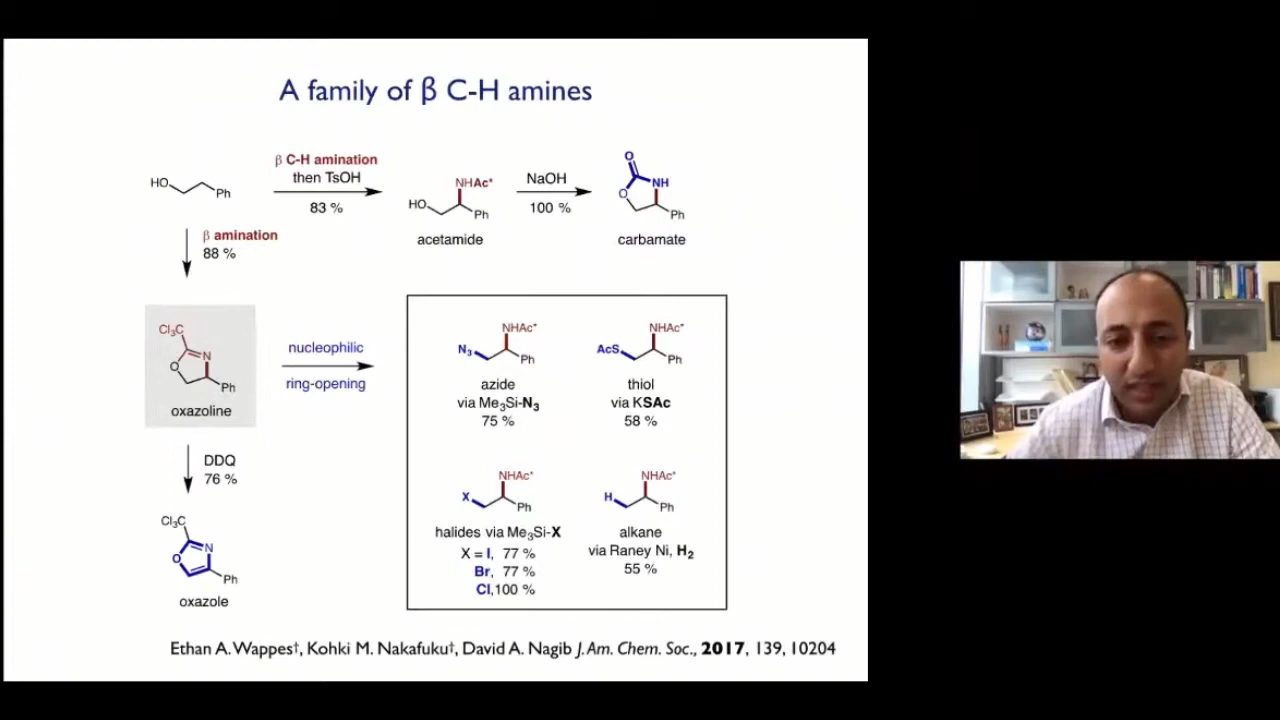 A family of β C-H amines
HO
Ph
β C-H amination
then TsOH
83 %
NHAc*
HO
Ph
acetamide
NaOH
100 %
O
O
NH
Ph
carbamate
β amination
88 %
Cl₃C
O
N
Ph
oxazoline
nucleophilic
ring-opening
DDQ
76 %
Cl₃C
O
N
Ph
oxazole
NHAc*
N₃
Ph
azide
via Me₃Si-N₃
75 %
NHAc*
AcS
Ph
thiol
via KSAc
58 %
NHAc*
X
Ph
halides via Me₃Si-X
X = I, 77 %
Br, 77 %
Cl,100 %
NHAc*
H
Ph
alkane
via Raney Ni, H₂
55 %
Ethan A. Wappes†, Kohki M. Nakafuku†, David A. Nagib J. Am. Chem. Soc., 2017, 139, 10204